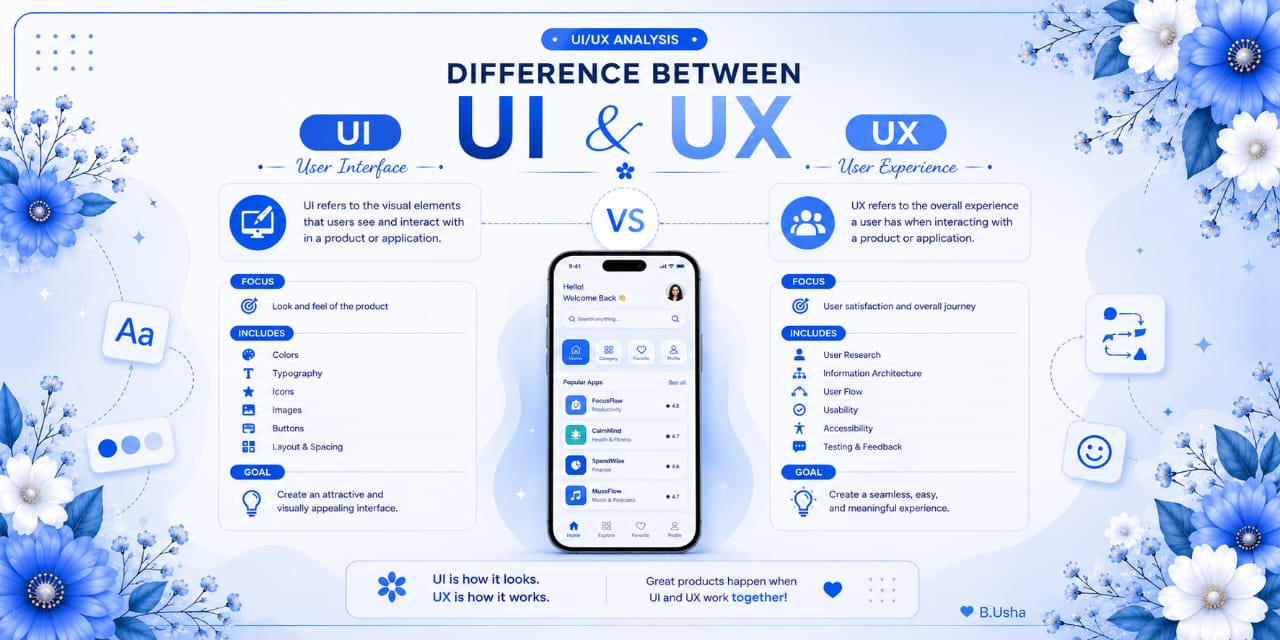 UI/UX ANALYSIS
DIFFERENCE BETWEEN
UI & UX
UI
User Interface
UI refers to the visual elements
that users see and interact with
in a product or application.
FOCUS
Look and feel of the product
INCLUDES
Colors
Typography
Icons
Images
Buttons
Layout & Spacing
GOAL
Create an attractive and
visually appealing interface.
Aa
VS
9:41
Hello!
Welcome Back
Search anything...
Home
Category
Favorite
Profile
Popular Apps
See all
FocusFlow
Productivity
4.8
CalmMind
Health & Fitness
4.7
SpendWise
Finance
4.6
MuseFlow
Music & Podcasts
4.7
Home
Explore
Favorite
Profile
UX
User Experience
UX refers to the overall experience
a user has when interacting with
a product or application.
FOCUS
User satisfaction and overall journey
INCLUDES
User Research
Information Architecture
User Flow
Usability
Accessibility
Testing & Feedback
GOAL
Create a seamless, easy,
and meaningful experience.
UI is how it looks.
UX is how it works.
Great products happen when
UI and UX work together!
B.Usha